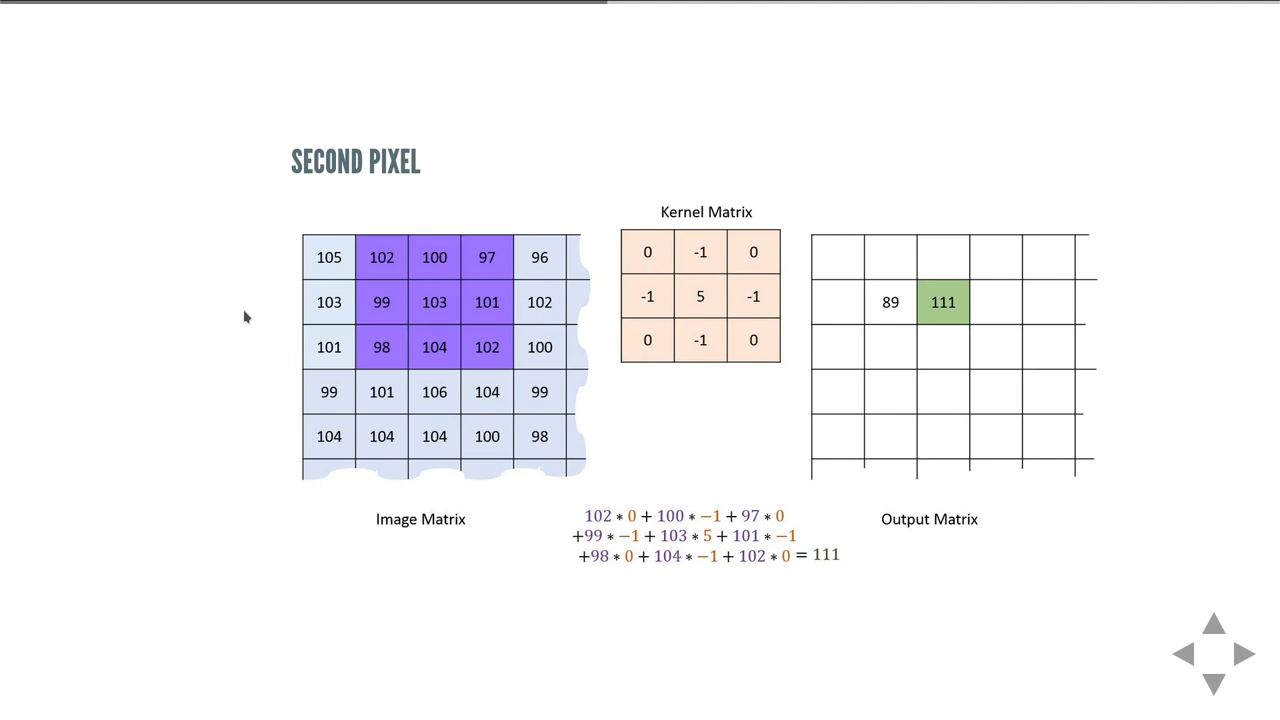 SECOND PIXEL
Kernel Matrix
105 102 100 97 96
103 99 103 101 102
101 98 104 102 100
99 101 106 104 99
104 104 104 100 98
0 -1 0
-1 5 -1
0 -1 0
89 111
Image Matrix
Output Matrix
102 * 0 + 100 * −1 + 97 * 0
+99 * −1 + 103 * 5 + 101 * −1
+98 * 0 + 104 * −1 + 102 * 0 = 111